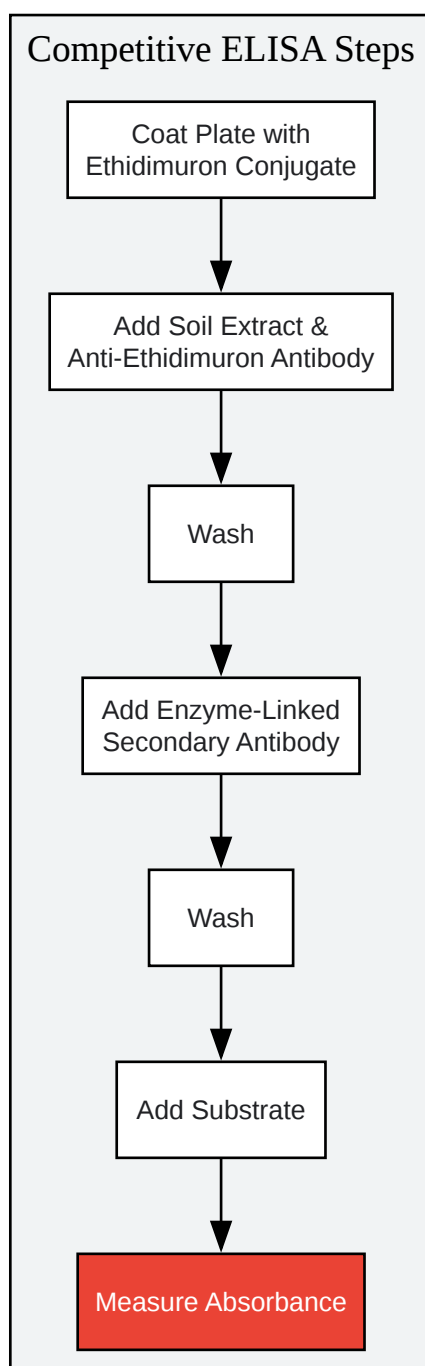 Competitive ELISA Steps
Coat Plate with
Ethidimuron Conjugate
Add Soil Extract &
Anti-Ethidimuron Antibody
Wash
Add Enzyme-Linked
Secondary Antibody
Wash
Add Substrate
Measure Absorbance